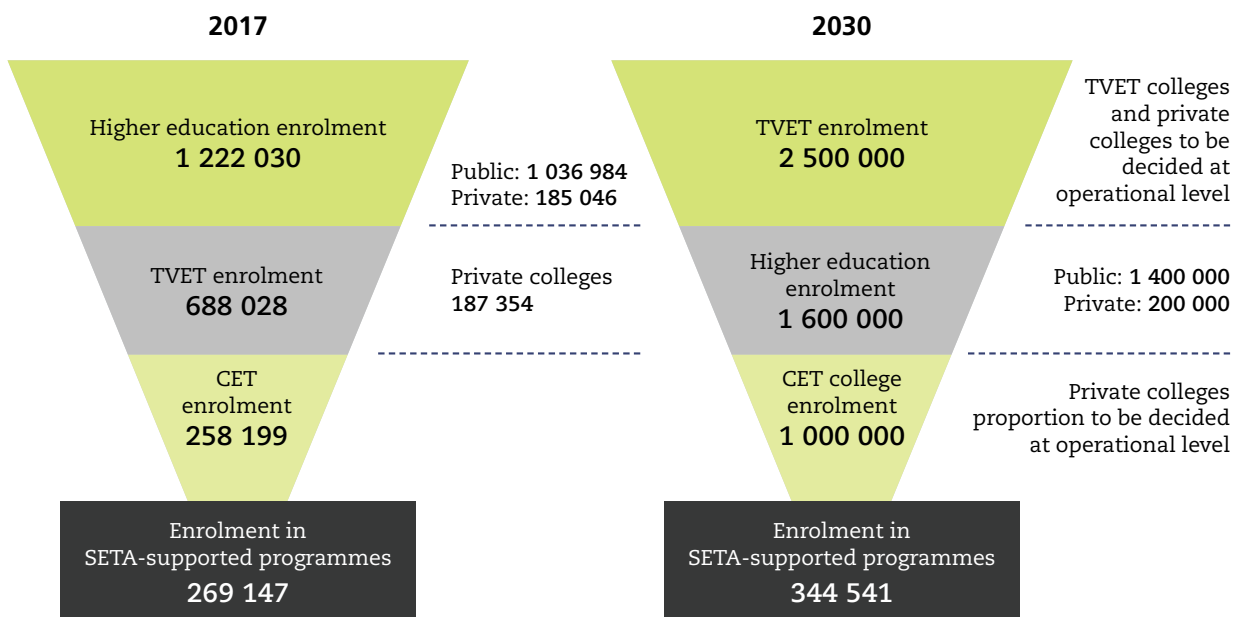 2017
Higher education enrolment
1 222 030
Public: 1 036 984
Private: 185 046
TVET enrolment
688 028
Private colleges
187 354
CET
enrolment
258 199
Enrolment in
SETA-supported programmes
269 147
2030
TVET enrolment
2 500 000
TVET colleges
and private
colleges to be
decided at
operational level
Higher education
enrolment
1 600 000
Public: 1 400 000
Private: 200 000
CET college
enrolment
1 000 000
Private colleges
proportion to be decided
at operational level
Enrolment in
SETA-supported programmes
344 541